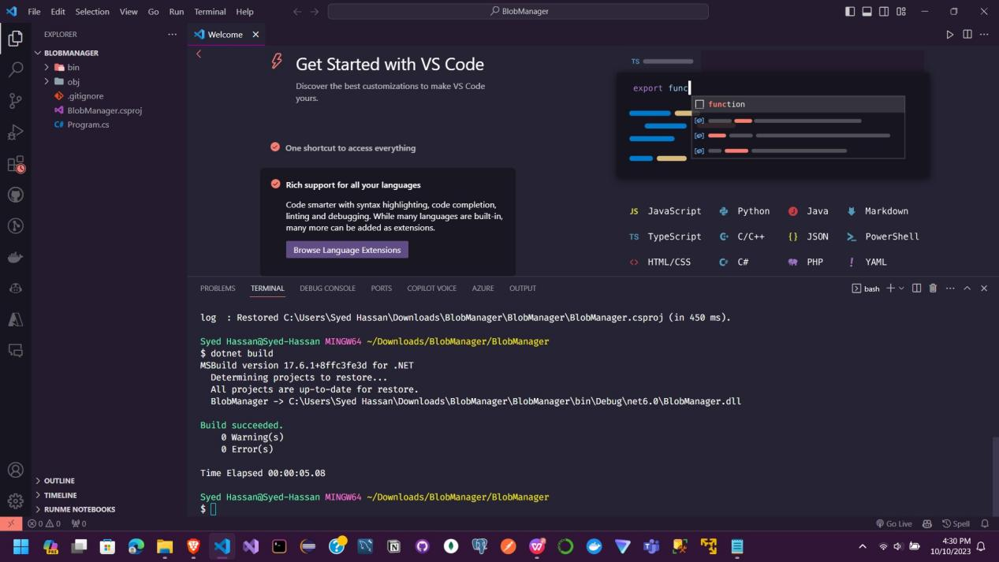 File Edit Selection View Go Run Terminal Help
BlobManager
EXPLORER
BLOBMANAGER
bin
obj
.gitignore
BlobManager.csproj
C# Program.cs
OUTLINE
TIMELINE
RUNME NOTEBOOKS
Welcome
Get Started with VS Code
Discover the best customizations to make VS Code
yours.
One shortcut to access everything
Rich support for all your languages
Code smarter with syntax highlighting, code completion,
linting and debugging. While many languages are built-in,
many more can be added as extensions.
Browse Language Extensions
TS
export func
function
JS JavaScript Python Java Markdown
TS TypeScript C/C++ {} JSON PowerShell
<> HTML/CSS C# PHP ! YAML
PROBLEMS TERMINAL DEBUG CONSOLE PORTS COPILOT VOICE AZURE OUTPUT
bash
log : Restored C:\Users\Syed Hassan\Downloads\BlobManager\BlobManager\BlobManager.csproj (in 450 ms).
Syed Hassan@Syed-Hassan MINGW64 ~/Downloads/BlobManager/BlobManager
$ dotnet build
MSBuild version 17.6.1+8ffc3fe3d for .NET
Determining projects to restore...
All projects are up-to-date for restore.
BlobManager -> C:\Users\Syed Hassan\Downloads\BlobManager\BlobManager\bin\Debug\net6.0\BlobManager.dll
Build succeeded.
0 Warning(s)
0 Error(s)
Time Elapsed 00:00:05.08
Syed Hassan@Syed-Hassan MINGW64 ~/Downloads/BlobManager/BlobManager
$
0 0 0
Go Live Spell
4:30 PM
10/10/2023